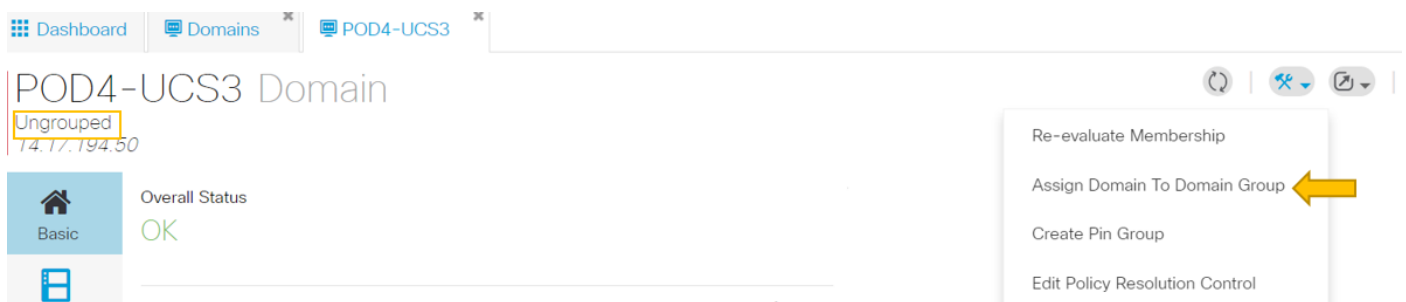 Dashboard Domains POD4-UCS3
POD4-UCS3 Domain
Ungrouped
14.17.194.50
Re-evaluate Membership
Assign Domain To Domain Group
Create Pin Group
Edit Policy Resolution Control
Basic
Overall Status
OK